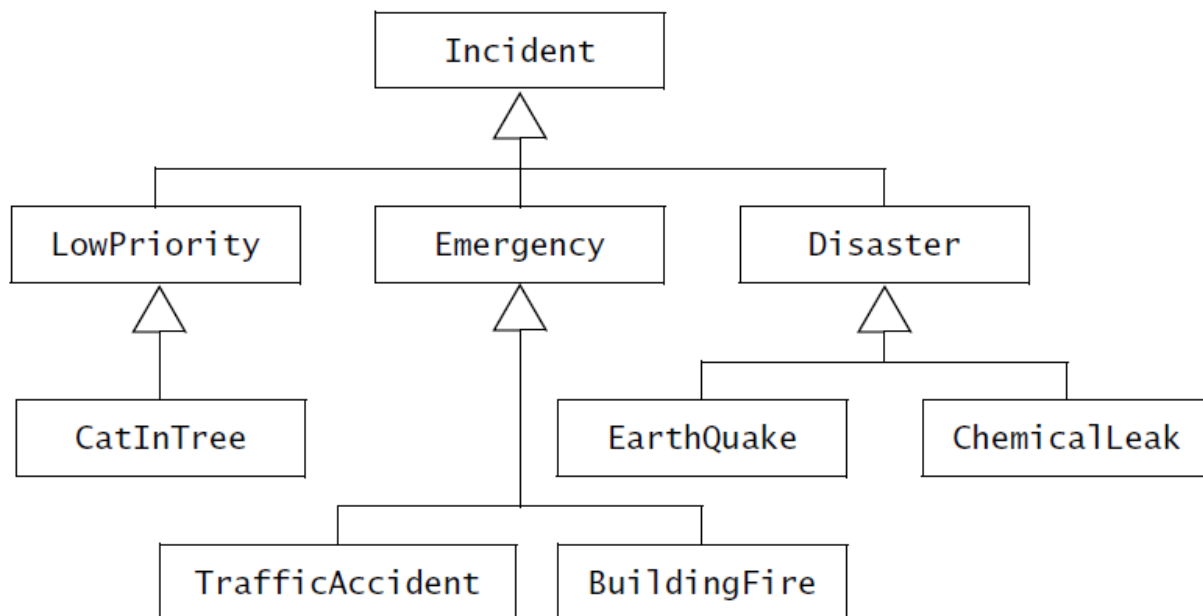 Incident
LowPriority
Emergency
Disaster
CatInTree
EarthQuake
ChemicalLeak
TrafficAccident
BuildingFire